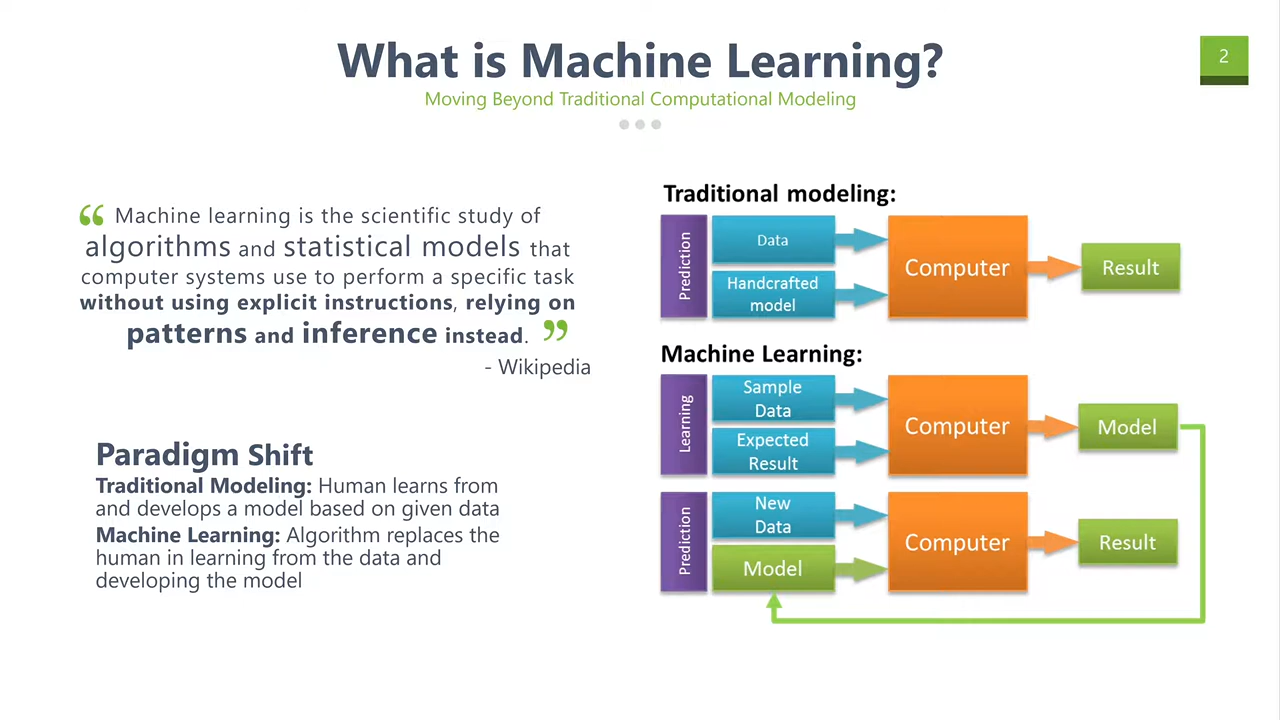 What is Machine Learning?
2
Moving Beyond Traditional Computational Modeling
“ Machine learning is the scientific study of
algorithms and statistical models that
computer systems use to perform a specific task
without using explicit instructions, relying on
patterns and inference instead. ”
- Wikipedia
Paradigm Shift
Traditional Modeling: Human learns from
and develops a model based on given data
Machine Learning: Algorithm replaces the
human in learning from the data and
developing the model
Traditional modeling:
Prediction
Data
Handcrafted
model
Computer
Result
Machine Learning:
Learning
Sample
Data
Expected
Result
Computer
Model
Prediction
New
Data
Model
Computer
Result